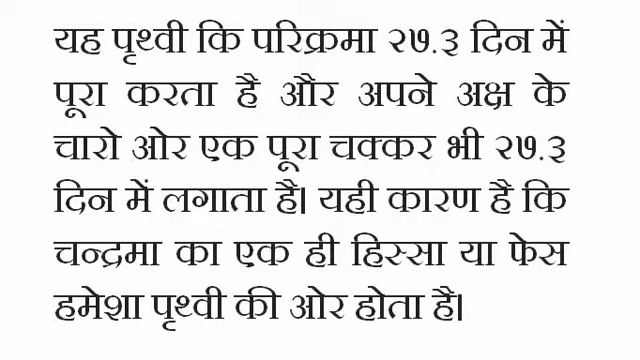 यह पृथ्वी कि परिक्रमा २७.३ दिन में
पूरा करता है और अपने अक्ष के
चारो ओर एक पूरा चक्कर भी २७.३
दिन में लगाता है। यही कारण है कि
चन्द्रमा का एक ही हिस्सा या फेस
हमेशा पृथ्वी की ओर होता है।